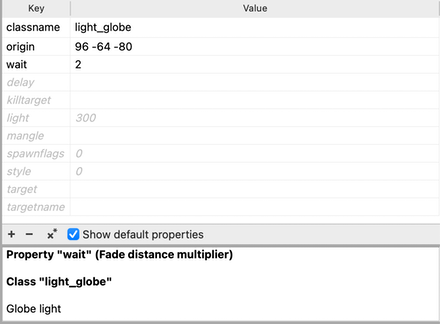 Key Value
classname light_globe
origin 96 -64 -80
wait 2
delay
killtarget
light 300
mangle
spawnflags 0
style 0
target
targetname
+ − x* Show default properties
Property "wait" (Fade distance multiplier)
Class "light_globe"
Globe light